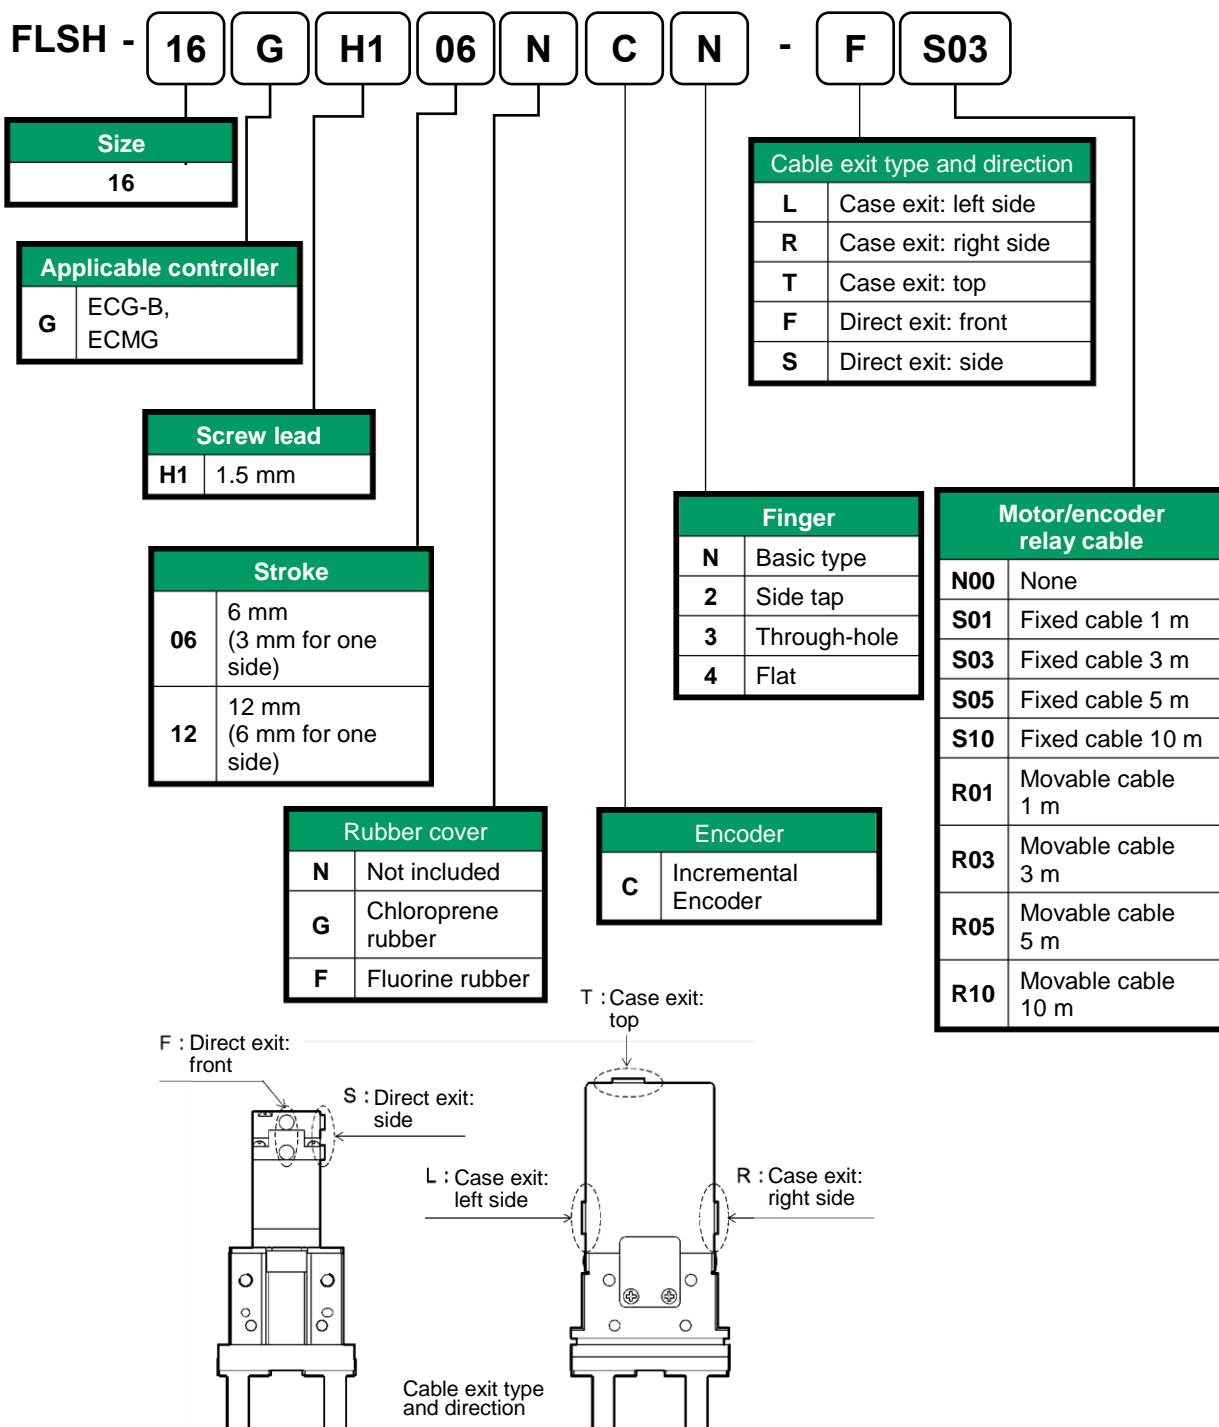 FLSH - 16 G H1 06 N C N - F S03
Size
16
Applicable controller
G ECG-B,
ECMG
Screw lead
H1 1.5 mm
Stroke
06 6 mm
(3 mm for one
side)
12 12 mm
(6 mm for one
side)
Rubber cover
N Not included
G Chloroprene
rubber
F Fluorine rubber
Encoder
C Incremental
Encoder
Finger
N Basic type
2 Side tap
3 Through-hole
4 Flat
Cable exit type and direction
L Case exit: left side
R Case exit: right side
T Case exit: top
F Direct exit: front
S Direct exit: side
Motor/encoder
relay cable
N00 None
S01 Fixed cable 1 m
S03 Fixed cable 3 m
S05 Fixed cable 5 m
S10 Fixed cable 10 m
R01 Movable cable
1 m
R03 Movable cable
3 m
R05 Movable cable
5 m
R10 Movable cable
10 m
F : Direct exit:
front
S : Direct exit:
side
T : Case exit:
top
L : Case exit:
left side
R : Case exit:
right side
Cable exit type
and direction